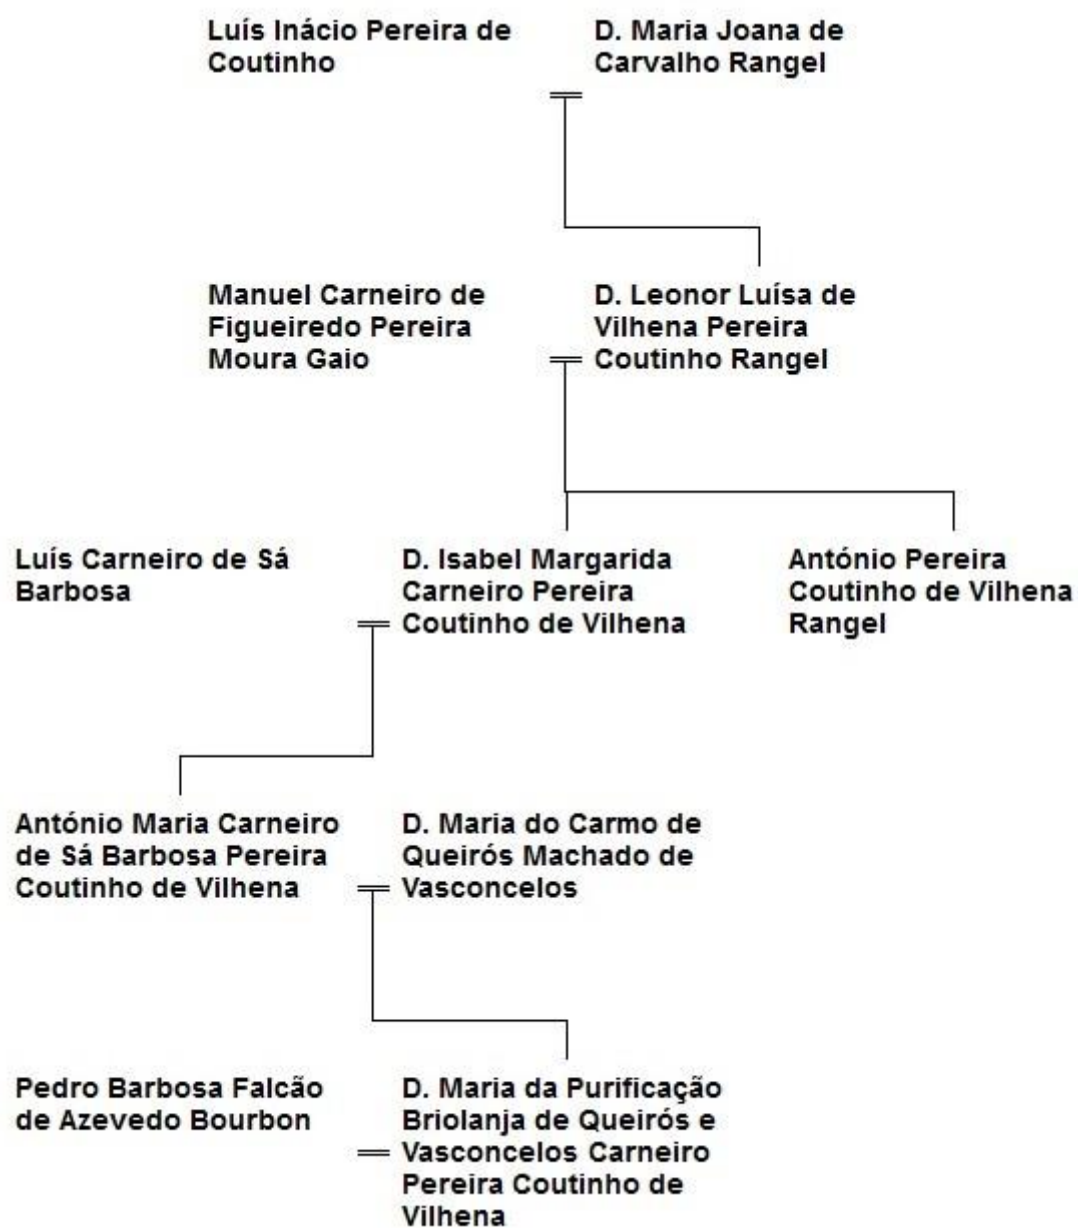 Luís Inácio Pereira de
Coutinho
D. Maria Joana de
Carvalho Rangel
Manuel Carneiro de
Figueiredo Pereira
Moura Gaio
D. Leonor Luísa de
Vilhena Pereira
Coutinho Rangel
Luís Carneiro de Sá
Barbosa
D. Isabel Margarida
Carneiro Pereira
Coutinho de Vilhena
António Pereira
Coutinho de Vilhena
Rangel
António Maria Carneiro
de Sá Barbosa Pereira
Coutinho de Vilhena
D. Maria do Carmo de
Queirós Machado de
Vasconcelos
Pedro Barbosa Falcão
de Azevedo Bourbon
D. Maria da Purificação
Briolanja de Queirós e
Vasconcelos Carneiro
Pereira Coutinho de
Vilhena